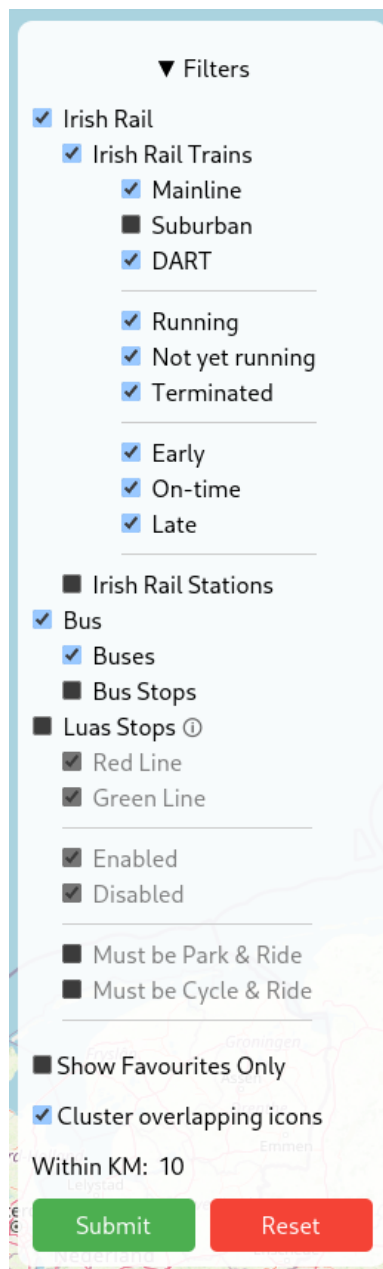 ▼ Filters
Irish Rail
Irish Rail Trains
Mainline
Suburban
DART
Running
Not yet running
Terminated
Early
On-time
Late
Irish Rail Stations
Bus
Buses
Bus Stops
Luas Stops ⓘ
Red Line
Green Line
Enabled
Disabled
Must be Park & Ride
Must be Cycle & Ride
Groningen
Show Favourites Only
Assen
Cluster overlapping icons
Emmen
Within KM: 10
Lelystad
Submit
Reset
Nederland